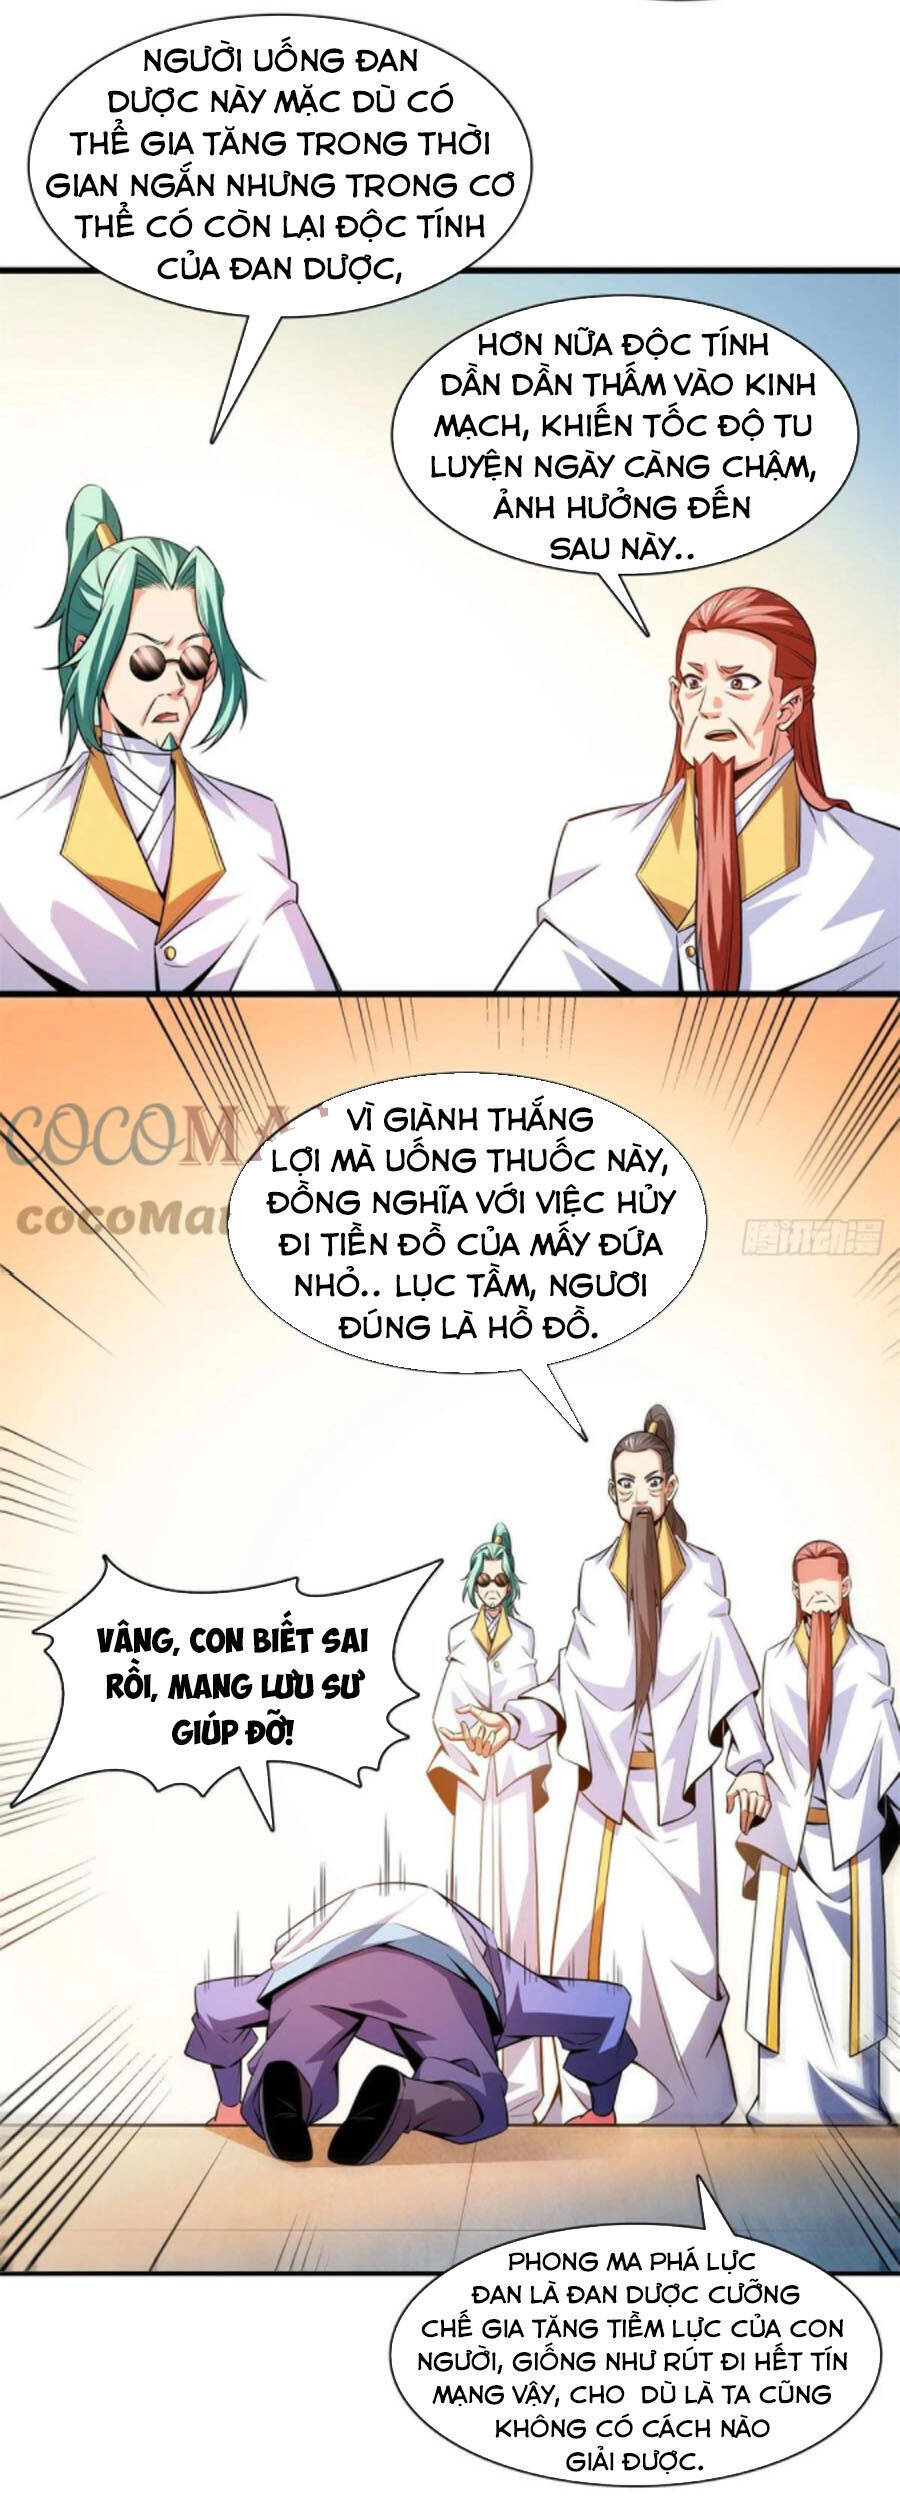 NGƯỜI UỐNG ĐAN
DƯỢC NÀY MẶC DÙ CÓ
THỂ GIA TĂNG TRONG THỜI
GIAN NGẮN NHƯNG TRONG CƠ
THỂ CÓ CÒN LẠI ĐỘC TÍNH
CỦA ĐAN DƯỢC,
HƠN NỮA ĐỘC TÍNH
DẦN DẦN THẤM VÀO KINH
MẠCH, KHIẾN TỐC ĐỘ TU
LUYỆN NGÀY CÀNG CHẬM,
ẢNH HƯỞNG ĐẾN
SAU NÀY..
COCOMA
cocoMa
腾讯动漫
VÌ GIÀNH THẮNG
LỢI MÀ UỐNG THUỐC NÀY,
ĐỒNG NGHĨA VỚI VIỆC HỦY
ĐI TIỀN ĐỒ CỦA MẤY ĐỨA
NHỎ.. LỤC TẦM, NGƯƠI
ĐÚNG LÀ HỒ ĐỒ.
VÂNG, CON BIẾT SAI
RỒI, MANG LƯU SƯ
GIÚP ĐỠ!
PHONG MA PHÁ LỰC
ĐAN LÀ ĐAN DƯỢC CƯỠNG
CHẾ GIA TĂNG TIỀM LỰC CỦA CON
NGƯỜI, GIỐNG NHƯ RÚT ĐI HẾT TÍN
MẠNG VẬY, CHO DÙ LÀ TA CŨNG
KHÔNG CÓ CÁCH NÀO
GIẢI ĐƯỢC.